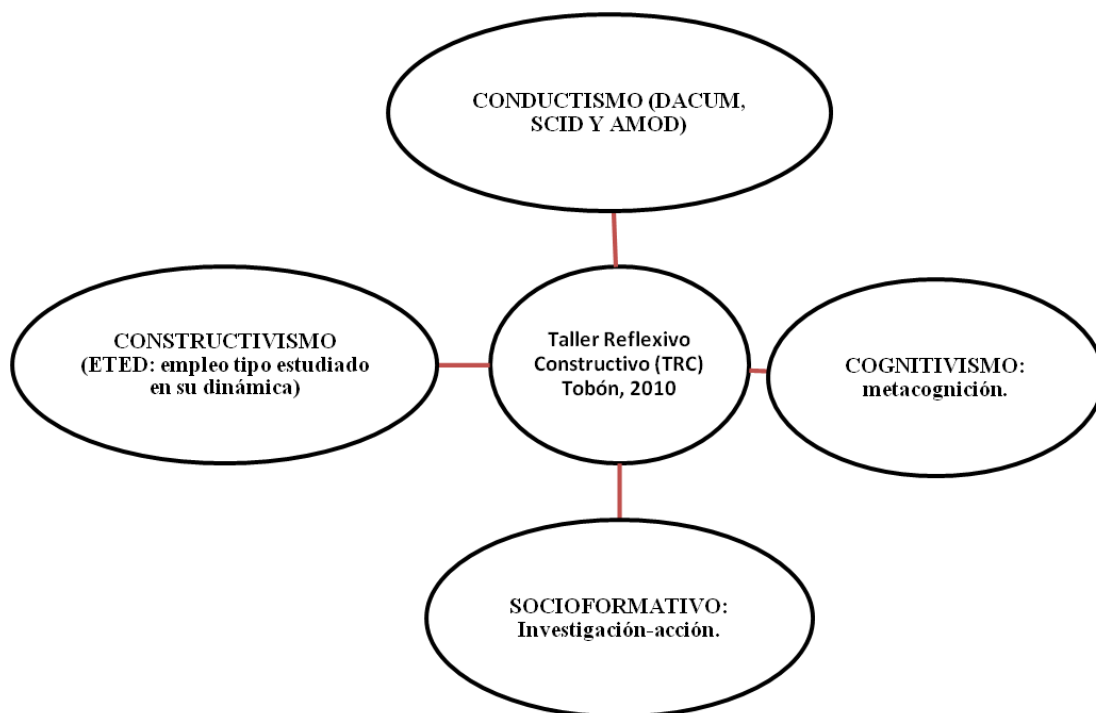 CONDUCTISMO (DACUM,
SCID Y AMOD)
CONSTRUCTIVISMO
(ETED: empleo tipo estudiado
en su dinámica)
Taller Reflexivo
Constructivo (TRC)
Tobón, 2010
COGNITIVISMO:
metacognición.
SOCIOFORMATIVO:
Investigación-acción.